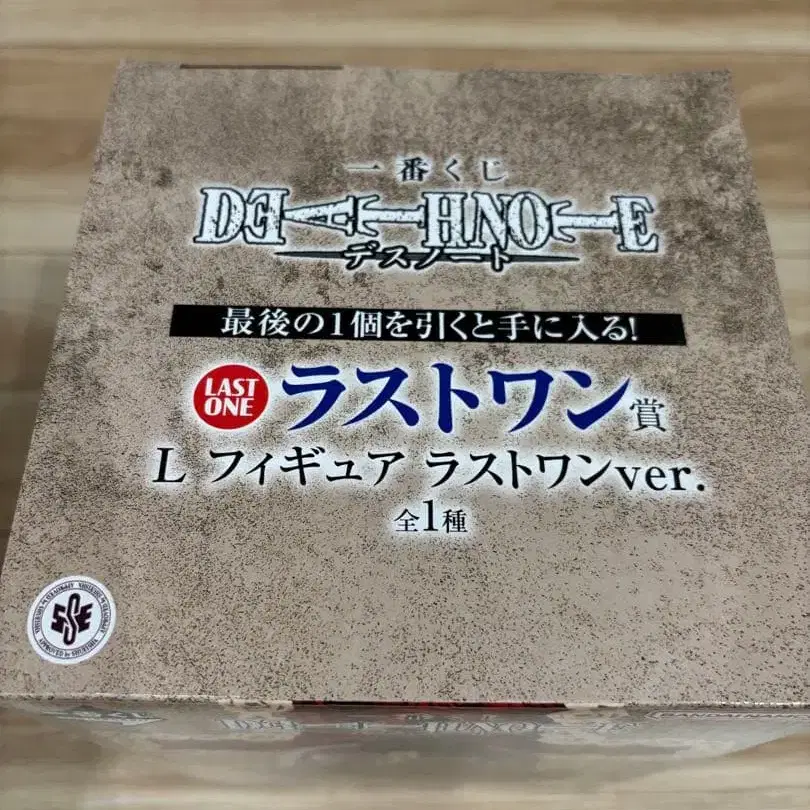 一番くじ
DEATH NOTE
デスノート
最後の1個を引くと手に入る!
LAST ONE ラストワン賞
L フィギュア ラストワンver.
全1種